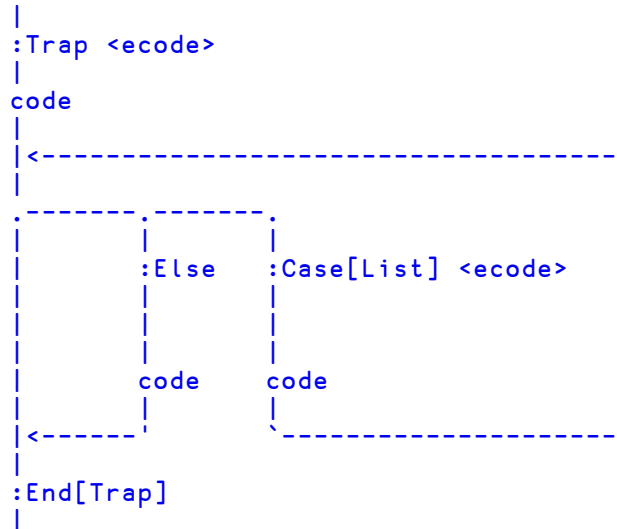 |
:Trap <ecode>
|
code
|
|<------------------------------------
|
.-------.-------.
|       |       |
|       :Else   :Case[List] <ecode>
|       |       |
|       |       |
|       |       |
|       code    code
|       |       |
|<------'       `---------------------
|
:End[Trap]
|